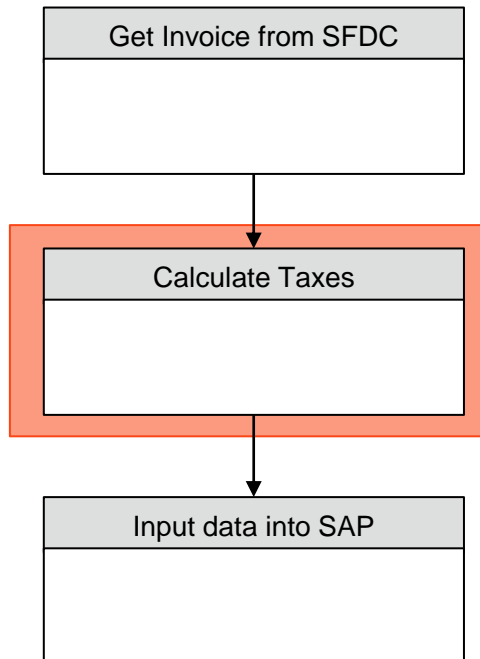 Get Invoice from SFDC
Calculate Taxes
Input data into SAP